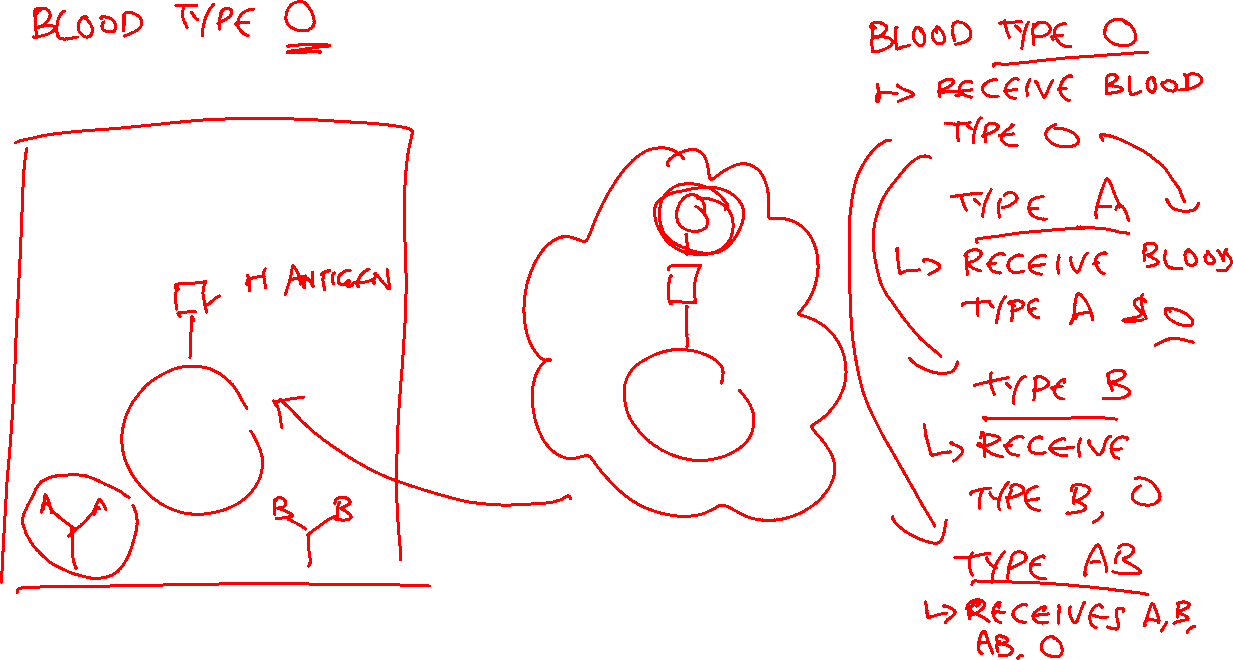 BLOOD TYPE O
H ANTIGEN
A A
B B
BLOOD TYPE O
↳ RECEIVE BLOOD
TYPE O
TYPE A
↳ RECEIVE BLOOD
TYPE A & O
TYPE B
↳ RECEIVE
TYPE B, O
TYPE AB
↳ RECEIVES A, B,
AB, O